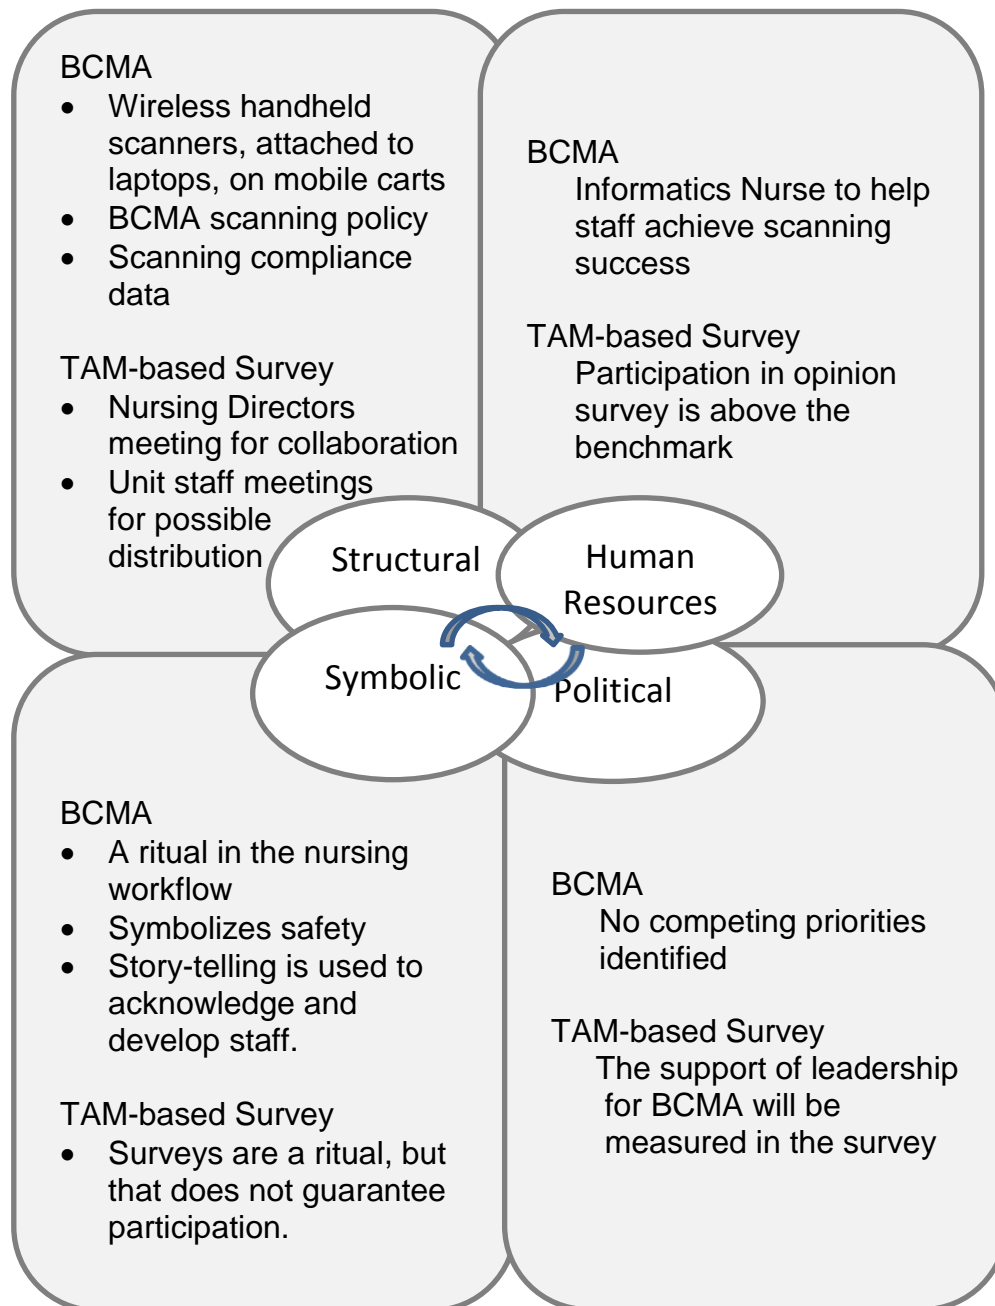 BCMA
• Wireless handheld
scanners, attached to
laptops, on mobile carts
• BCMA scanning policy
• Scanning compliance
data
TAM-based Survey
• Nursing Directors
meeting for collaboration
• Unit staff meetings
for possible
distribution
BCMA
Informatics Nurse to help
staff achieve scanning
success
TAM-based Survey
Participation in opinion
survey is above the
benchmark
Structural
Human
Resources
Symbolic
Political
BCMA
• A ritual in the nursing
workflow
• Symbolizes safety
• Story-telling is used to
acknowledge and
develop staff.
TAM-based Survey
• Surveys are a ritual, but
that does not guarantee
participation.
BCMA
No competing priorities
identified
TAM-based Survey
The support of leadership
for BCMA will be
measured in the survey